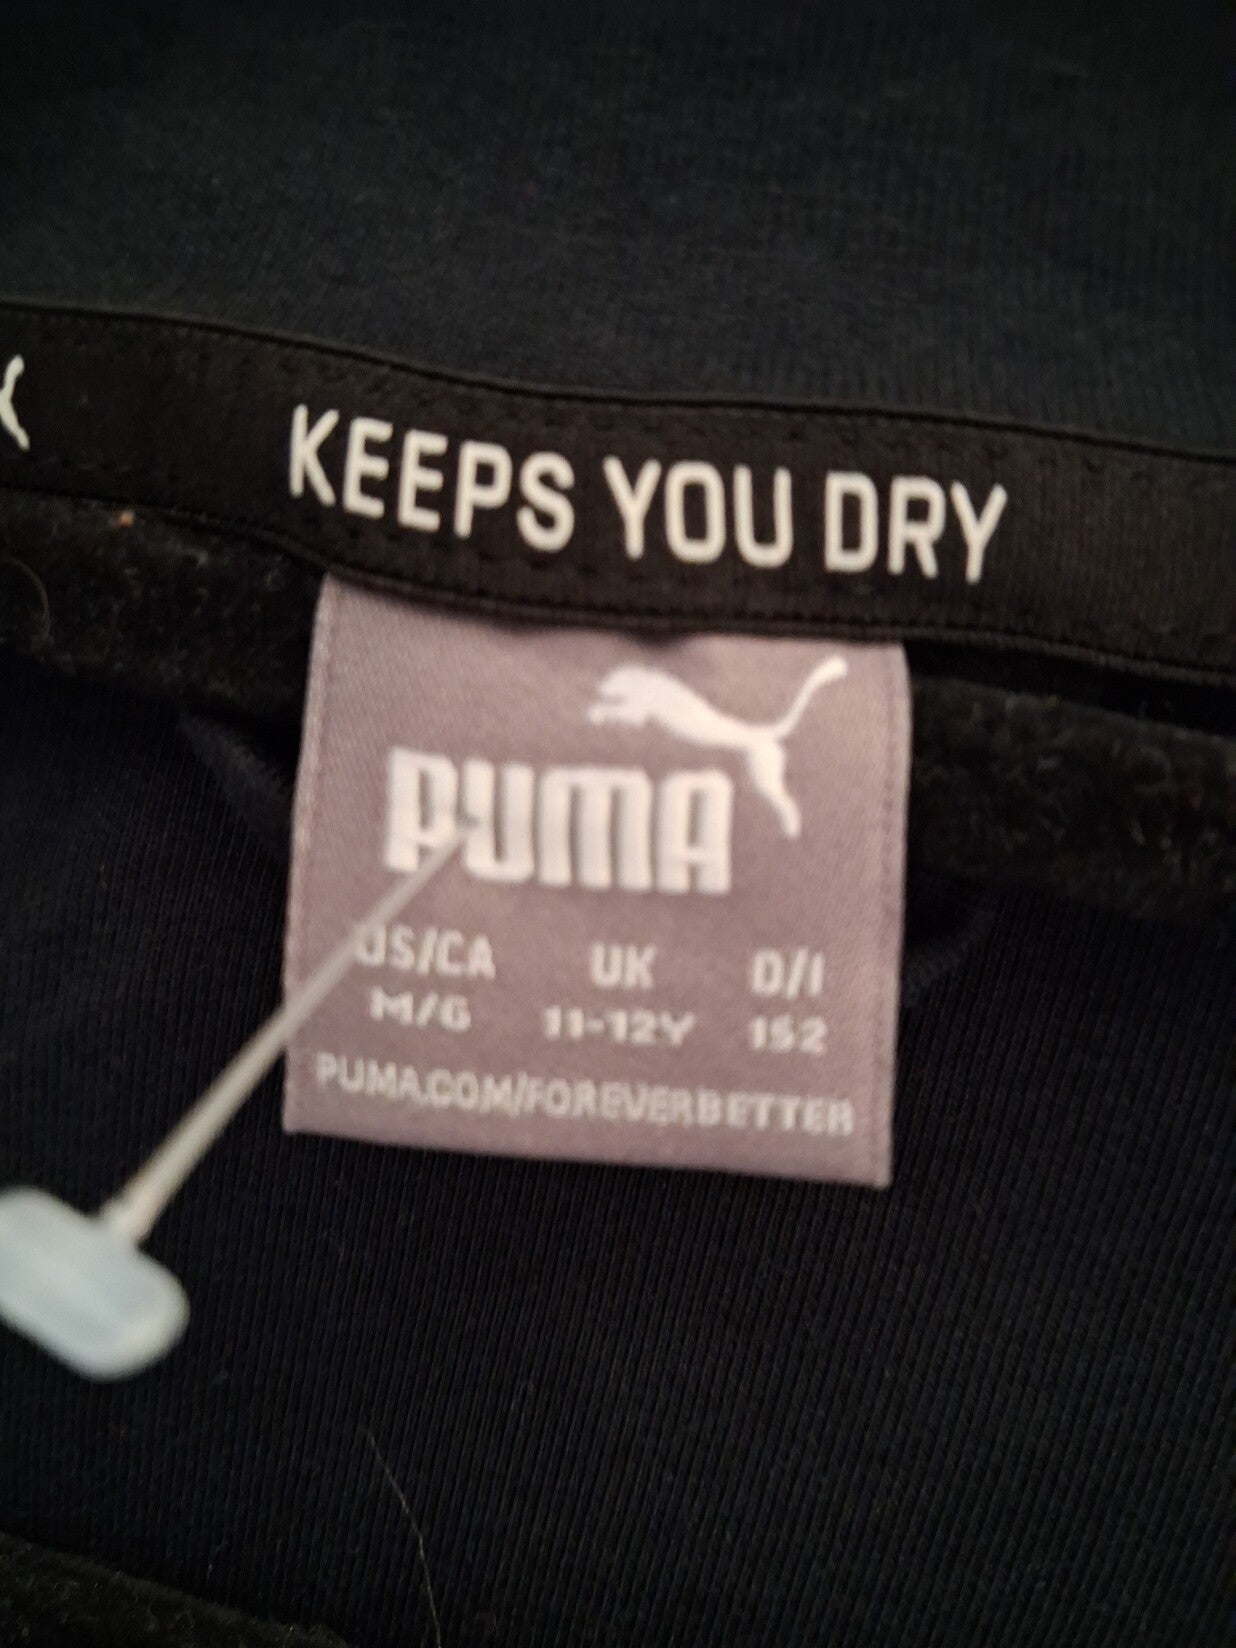 KEEPS YOU DRY
PUMA
US/CA UK D/I
M/G 11-12Y 152
PUMA.COM/FOREVERBETTER